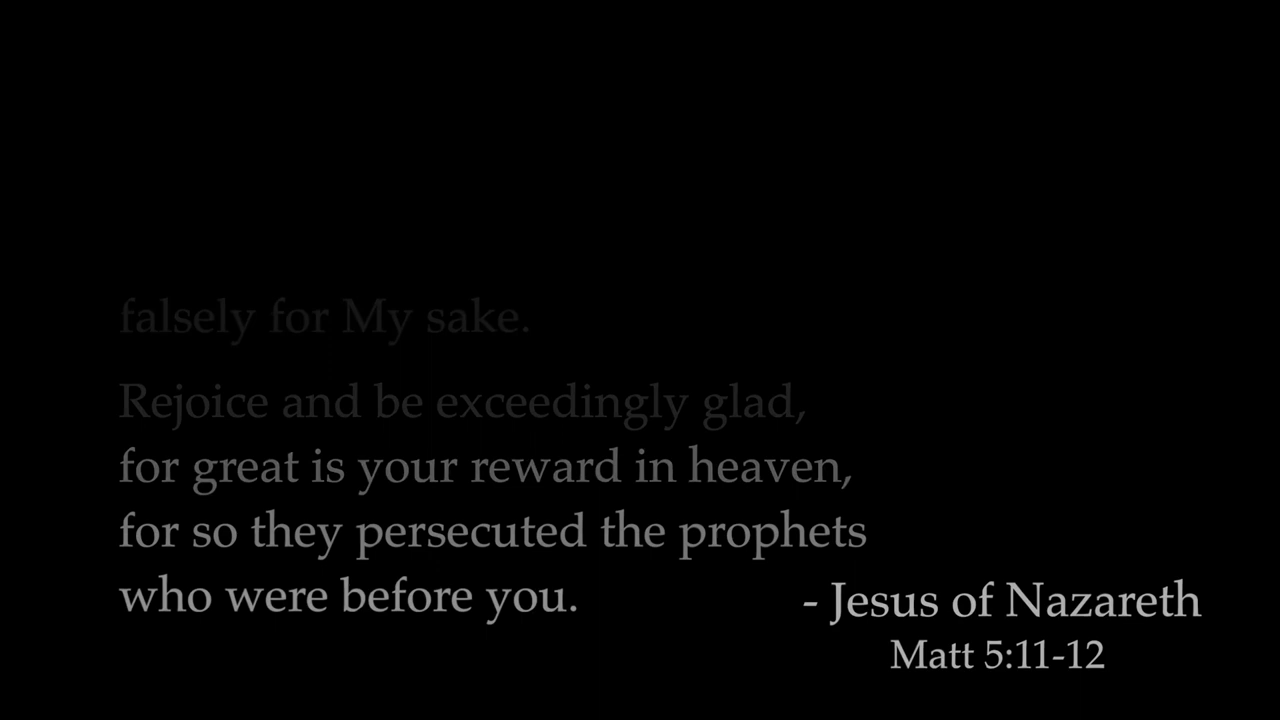 falsely for My sake.
Rejoice and be exceedingly glad,
for great is your reward in heaven,
for so they persecuted the prophets
who were before you.
- Jesus of Nazareth
Matt 5:11-12